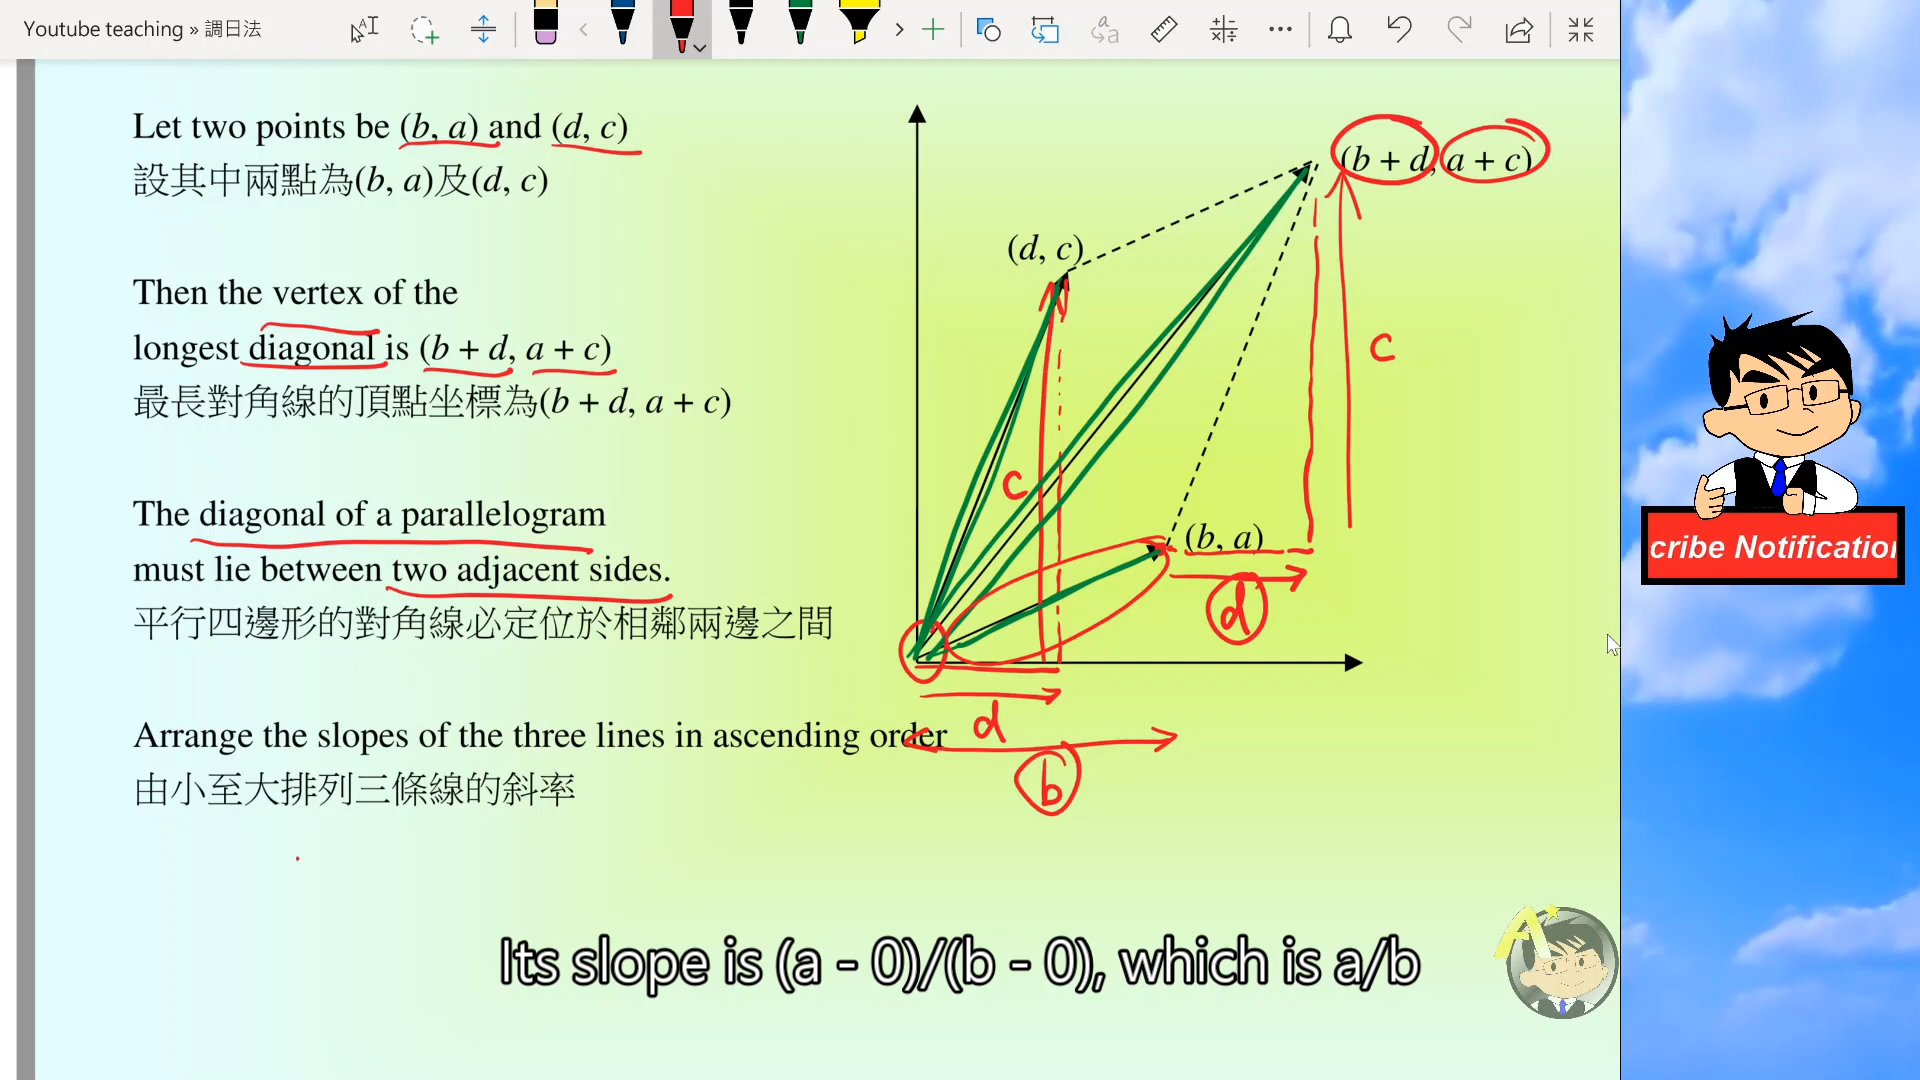 Youtube teaching » 調日法
Let two points be (b, a) and (d, c)
設其中兩點為(b, a)及(d, c)
Then the vertex of the
longest diagonal is (b + d, a + c)
最長對角線的頂點坐標為(b + d, a + c)
The diagonal of a parallelogram
must lie between two adjacent sides.
平行四邊形的對角線必定位於相鄰兩邊之間
Arrange the slopes of the three lines in ascending order
由小至大排列三條線的斜率
(b + d, a + c)
(d, c)
c
c
(b, a)
d
d
b
cribe Notification
Its slope is (a - 0)/(b - 0), which is a/b
A